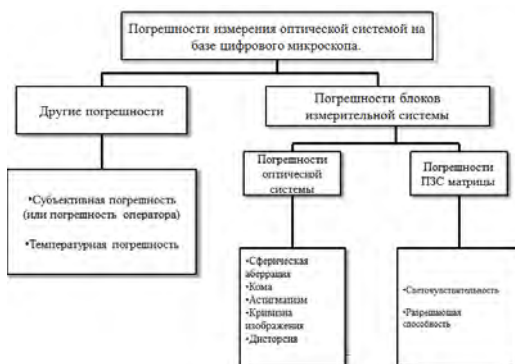 Погрешности измерения оптической системой на
базе цифрового микроскопа.
Другие погрешности
Погрешности блоков
измерительной системы
Погрешности
оптической
системы
Погрешности
ПЗС матрицы
•Субъективная погрешность
(или погрешность оператора)
•Температурная погрешность
•Сферическая
аберрация
•Кома
•Астигматизм
•Кривизна
изображения
•Дисторсия
•Светочувствительность
•Разрешающая
способность